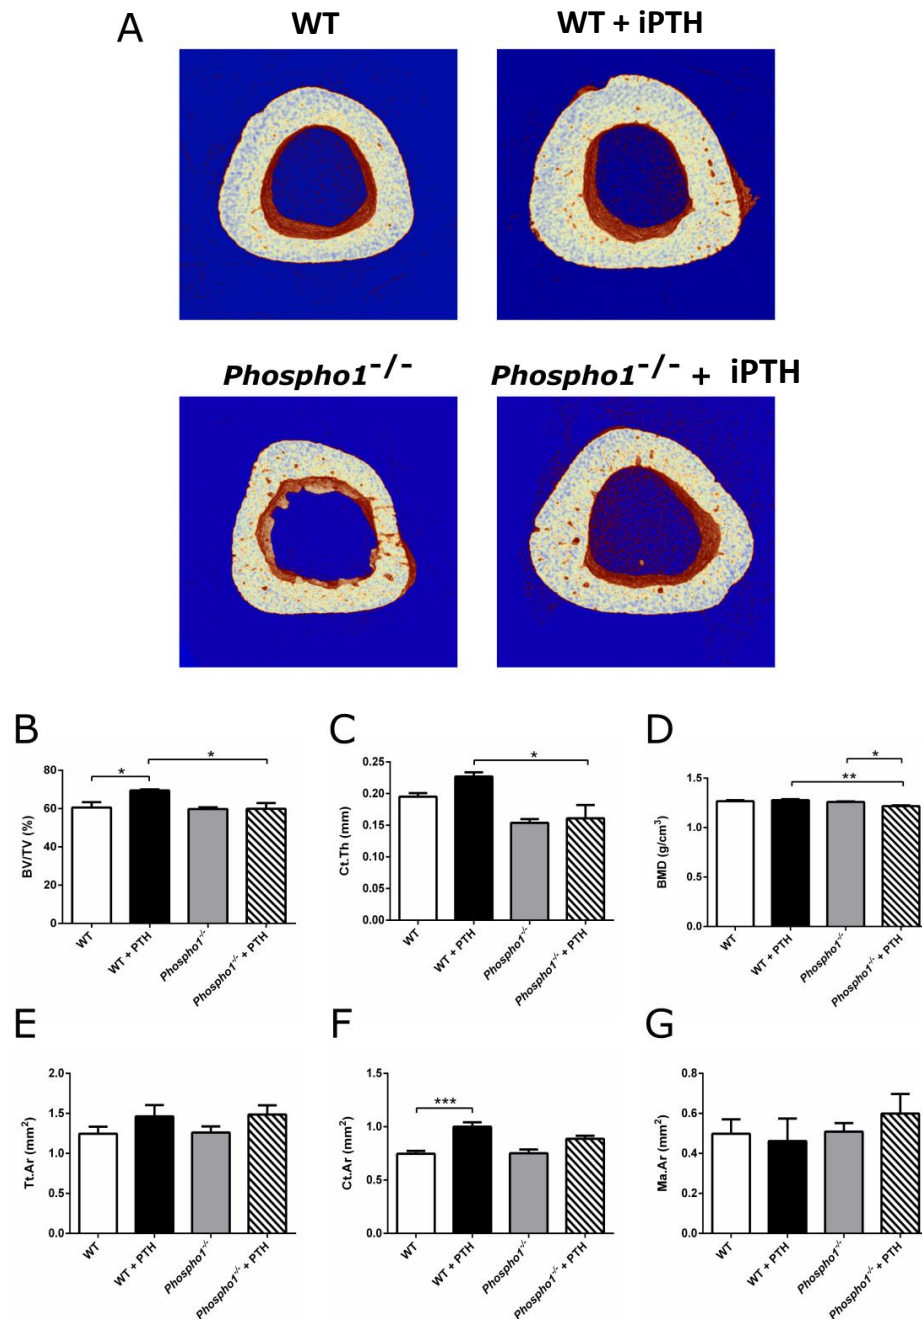 A
WT
WT + iPTH
Phospho1-/-
Phospho1-/- + iPTH
B
BV/TV (%)
80
60
40
20
0
*
*
WT
WT + PTH
Phospho1-/-
Phospho1-/- + PTH
C
Ct.Th (mm)
0.25
0.20
0.15
0.10
0.05
0.00
*
WT
WT + PTH
Phospho1-/-
Phospho1-/- + PTH
D
BMD (g/cm³)
1.5
1.0
0.5
0.0
*
**
WT
WT + PTH
Phospho1-/-
Phospho1-/- + PTH
E
Tt.Ar (mm²)
2.0
1.5
1.0
0.5
0.0
WT
WT + PTH
Phospho1-/-
Phospho1-/- + PTH
F
Ct.Ar (mm²)
1.5
1.0
0.5
0.0
***
WT
WT + PTH
Phospho1-/-
Phospho1-/- + PTH
G
Ma.Ar (mm²)
0.8
0.6
0.4
0.2
0.0
WT
WT + PTH
Phospho1-/-
Phospho1-/- + PTH